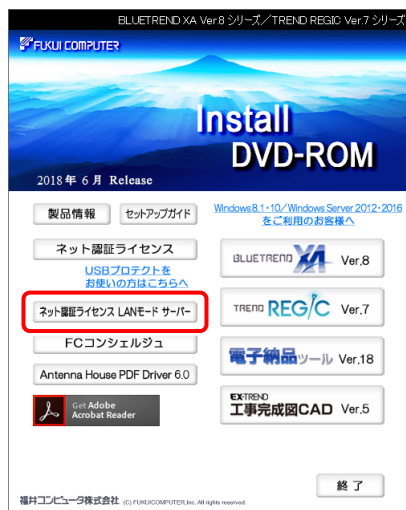 BLUETREND XA Ver.8 シリーズ／TREND REGIC Ver.7 シリーズ
FUKUI COMPUTER
Install
DVD-ROM
2018年 6月 Release
製品情報
セットアップガイド
Windows8.1・10／Windows Server 2012・2016
をご利用のお客様へ
ネット認証ライセンス
USBプロテクトを
お使いの方はこちらへ
ネット認証ライセンス LANモード サーバー
FCコンシェルジュ
Antenna House PDF Driver 6.0
Get Adobe
Acrobat Reader
BLUETREND XA Ver.8
TREND REGIC Ver.7
電子納品ツール Ver.18
EX-TREND
工事完成図CAD Ver.5
終了
福井コンピュータ株式会社 (C) FUKUICOMPUTER,Inc. All rights reserved.